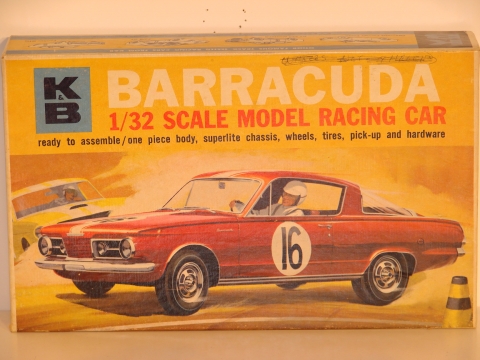 K&B
BARRACUDA
1/32 SCALE MODEL RACING CAR
ready to assemble/one piece body, superlite chassis, wheels, tires, pick-up and hardware
16